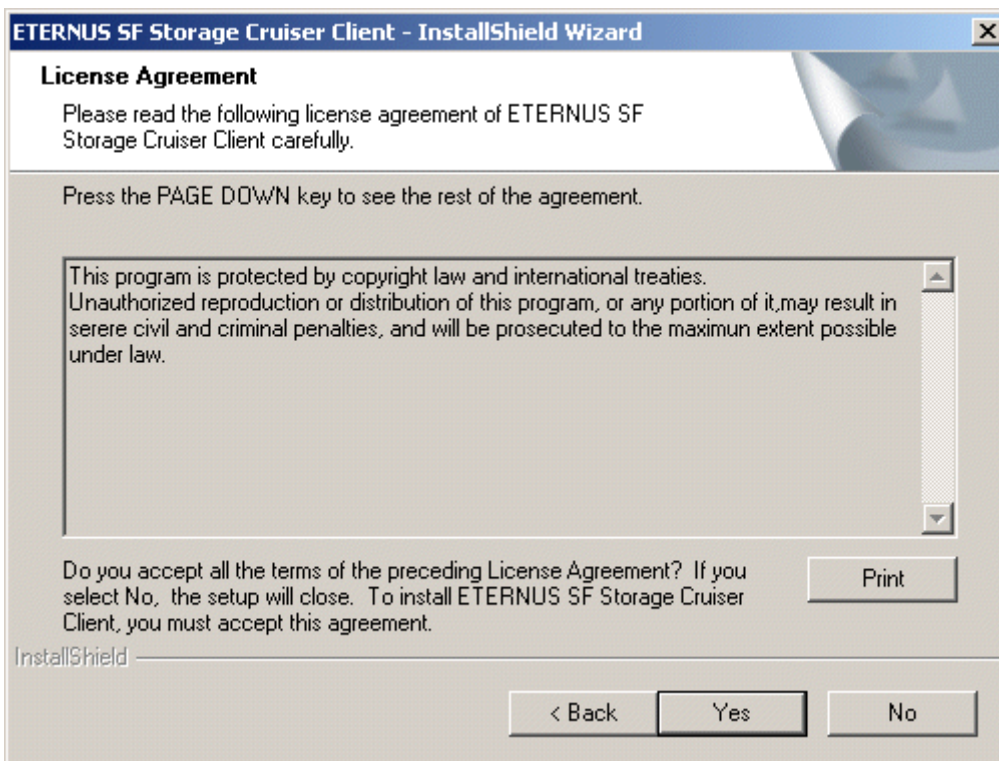 ETERNUS SF Storage Cruiser Client - InstallShield Wizard
License Agreement
Please read the following license agreement of ETERNUS SF
Storage Cruiser Client carefully.
Press the PAGE DOWN key to see the rest of the agreement.
This program is protected by copyright law and international treaties.
Unauthorized reproduction or distribution of this program, or any portion of it,may result in
serere civil and criminal penalties, and will be prosecuted to the maximun extent possible
under law.
Do you accept all the terms of the preceding License Agreement?  If you
select No,  the setup will close.  To install ETERNUS SF Storage Cruiser
Client, you must accept this agreement.
Print
InstallShield
< Back
Yes
No